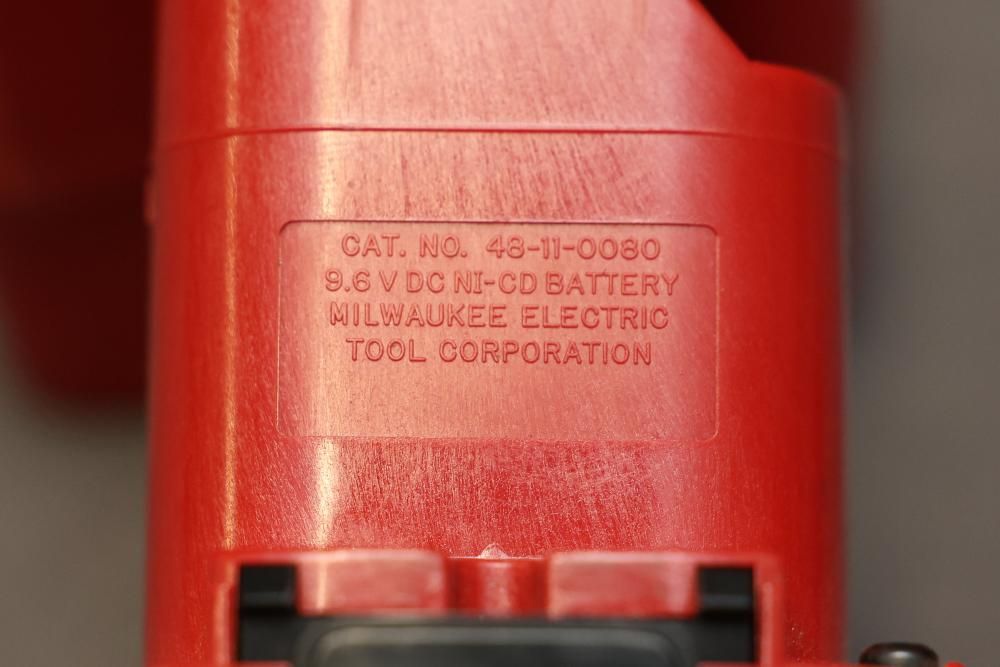 CAT. NO. 48-11-0080
9.6 V DC NI-CD BATTERY
MILWAUKEE ELECTRIC
TOOL CORPORATION